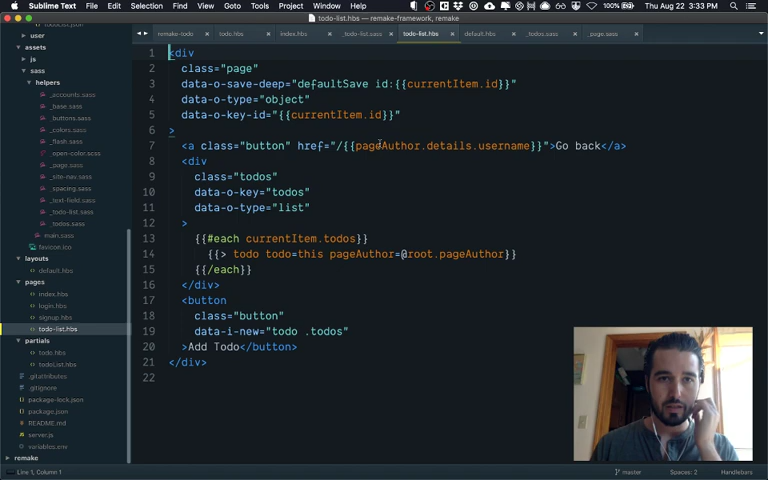 Sublime Text File Edit Selection Find View Goto Tools Project Window Help 100% Thu Aug 22 3:33 PM
todo-list.hbs — remake-framework, remake
remake-todo todo.hbs index.hbs _todo-list.sass todo-list.hbs default.hbs _todos.sass _page.sass
user
assets
js
sass
helpers
_accounts.sass
_base.sass
_buttons.sass
_colors.sass
_flash.sass
_open-color.scss
_page.sass
_site-nav.sass
_spacing.sass
_text-field.sass
_todo-list.sass
_todos.sass
main.sass
favicon.ico
layouts
default.hbs
pages
index.hbs
login.hbs
signup.hbs
todo-list.hbs
partials
todo.hbs
todoList.hbs
.gitattributes
.gitignore
package-lock.json
package.json
README.md
server.js
variables.env
remake
1 <div
2 class="page"
3 data-o-save-deep="defaultSave id:{{currentItem.id}}"
4 data-o-type="object"
5 data-o-key-id="{{currentItem.id}}"
6 >
7 <a class="button" href="/{{pageAuthor.details.username}}">Go back</a>
8 <div
9 class="todos"
10 data-o-key="todos"
11 data-o-type="list"
12 >
13 {{#each currentItem.todos}}
14 {{> todo todo=this pageAuthor=@root.pageAuthor}}
15 {{/each}}
16 </div>
17 <button
18 class="button"
19 data-i-new="todo .todos"
20 >Add Todo</button>
21 </div>
22
Line 1, Column 1 master Spaces: 2 Handlebars